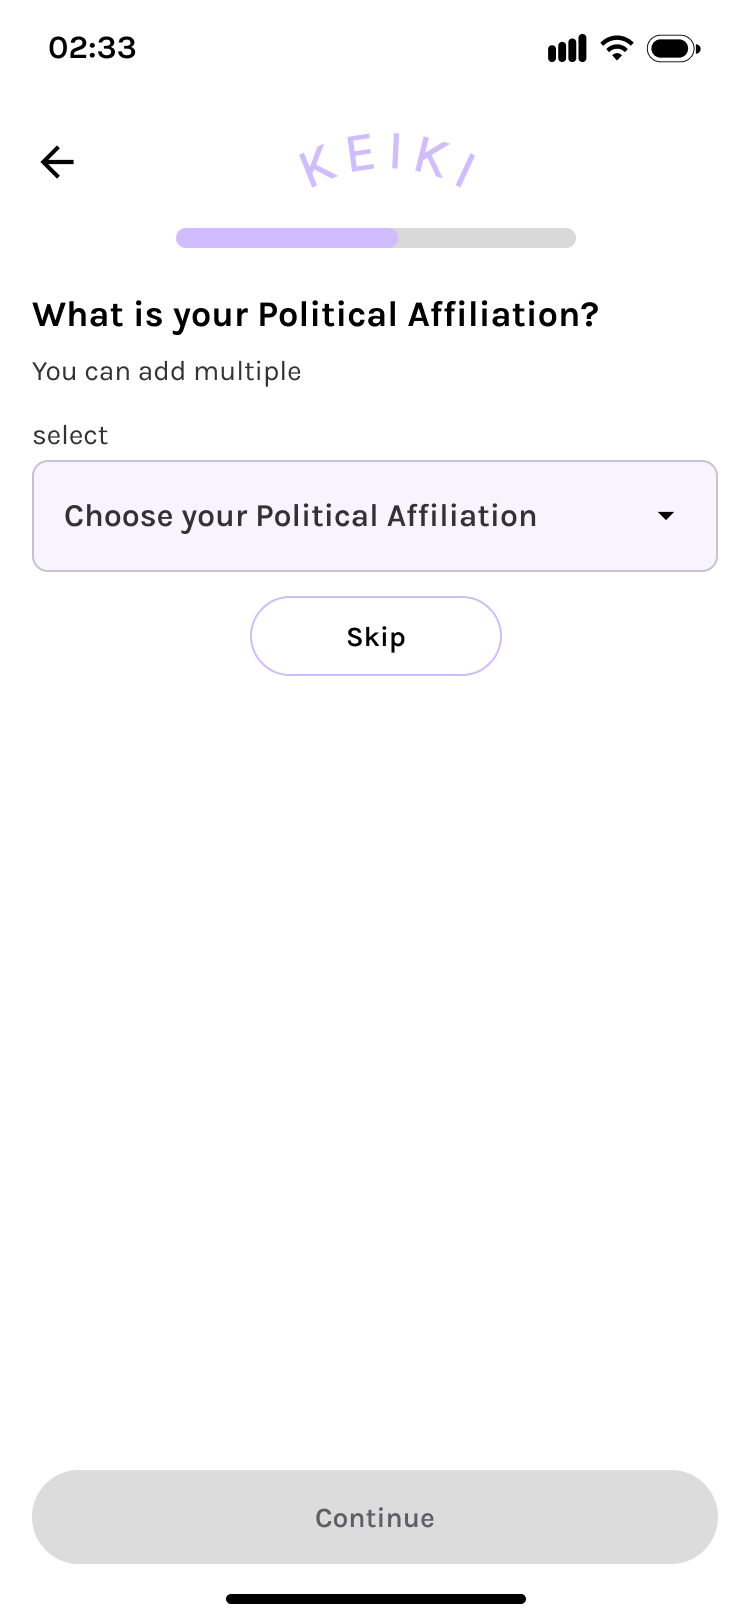 02:33
KEIKI
What is your Political Affiliation?
You can add multiple
select
Choose your Political Affiliation
Skip
Continue